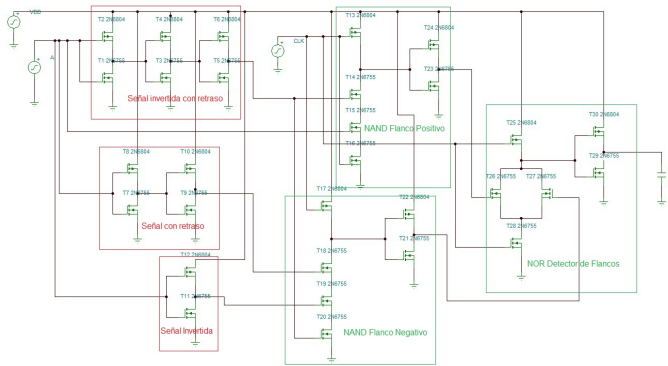 VDD
T2 2N6804
T4 2N6804
T6 2N6804
A
T1 2N6755
T3 2N6755
T5 2N6755
Señal invertida con retraso
T8 2N6804
T10 2N6804
T7 2N6755
T9 2N6755
Señal con retraso
T12 2N6804
T11 2N6755
Señal Invertida
T13 2N6804
T24 2N6804
CLK
T14 2N6755
T23 2N6755
T15 2N6755
NAND Flanco Positivo
T16 2N6755
T17 2N6804
T22 2N6804
T18 2N6755
T21 2N6755
T19 2N6755
T20 2N6755
NAND Flanco Negativo
T25 2N6804
T30 2N6804
T26 2N6755
T27 2N6755
T29 2N6755
T28 2N6755
NOR Detector de Flancos